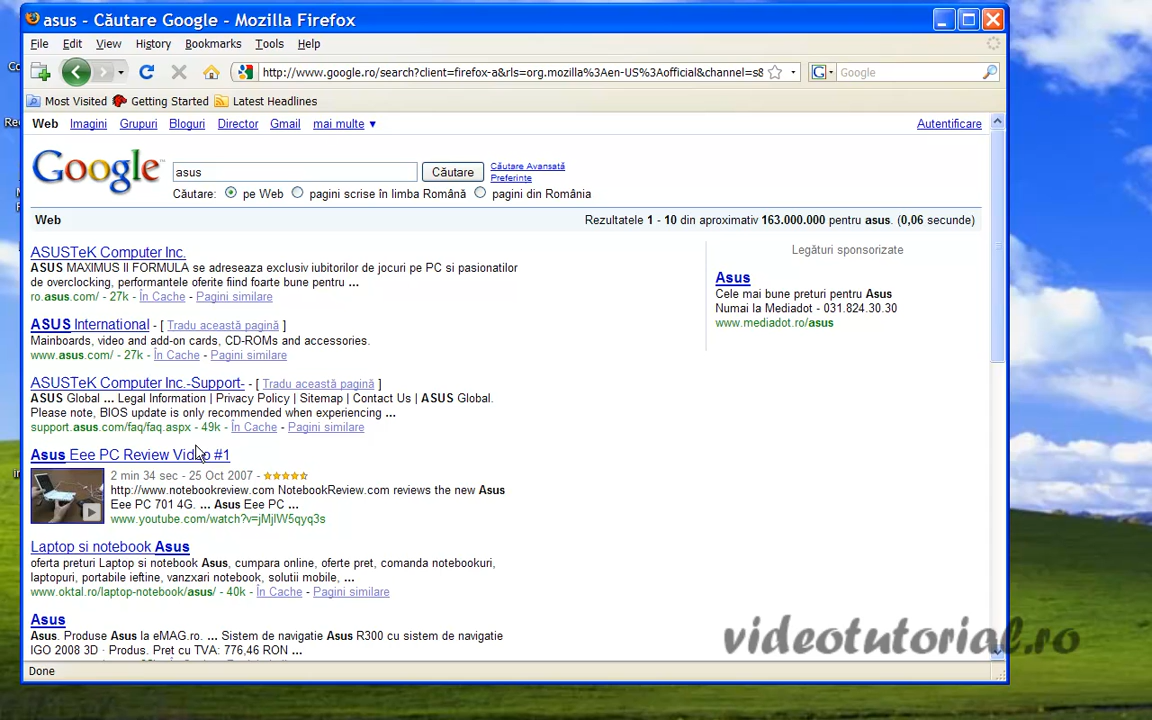 asus - Căutare Google - Mozilla Firefox
File Edit View History Bookmarks Tools Help
http://www.google.ro/search?client=firefox-a&rls=org.mozilla%3Aen-US%3Aofficial&channel=s&
Google
Most Visited Getting Started Latest Headlines
Web Imagini Grupuri Bloguri Director Gmail mai multe ▼ Autentificare
Google asus Căutare Căutare Avansată
Preferințe
Căutare: pe Web pagini scrise în limba Română pagini din România
Web Rezultatele 1 - 10 din aproximativ 163.000.000 pentru asus. (0,06 secunde)
ASUSTeK Computer Inc.
ASUS MAXIMUS II FORMULA se adreseaza exclusiv iubitorilor de jocuri pe PC si pasionatilor
de overclocking, performantele oferite fiind foarte bune pentru ...
ro.asus.com/ - 27k - În Cache - Pagini similare
ASUS International - [ Tradu această pagină ]
Mainboards, video and add-on cards, CD-ROMs and accessories.
www.asus.com/ - 27k - În Cache - Pagini similare
ASUSTeK Computer Inc.-Support- - [ Tradu această pagină ]
ASUS Global ... Legal Information | Privacy Policy | Sitemap | Contact Us | ASUS Global.
Please note, BIOS update is only recommended when experiencing ...
support.asus.com/faq/faq.aspx - 49k - În Cache - Pagini similare
Asus Eee PC Review Video #1
2 min 34 sec - 25 Oct 2007 -
http://www.notebookreview.com NotebookReview.com reviews the new Asus
Eee PC 701 4G. ... Asus Eee PC ...
www.youtube.com/watch?v=jMjIW5qyq3s
Laptop si notebook Asus
oferta preturi Laptop si notebook Asus, cumpara online, oferte pret, comanda notebookuri,
laptopuri, portabile ieftine, vanzxari notebook, solutii mobile, ...
www.oktal.ro/laptop-notebook/asus/ - 40k - În Cache - Pagini similare
Asus
Asus. Produse Asus la eMAG.ro. ... Sistem de navigatie Asus R300 cu sistem de navigatie
IGO 2008 3D · Produs. Pret cu TVA: 776,46 RON ...
Legături sponsorizate
Asus
Cele mai bune preturi pentru Asus
Numai la Mediadot - 031.824.30.30
www.mediadot.ro/asus
videotutorial.ro
Done